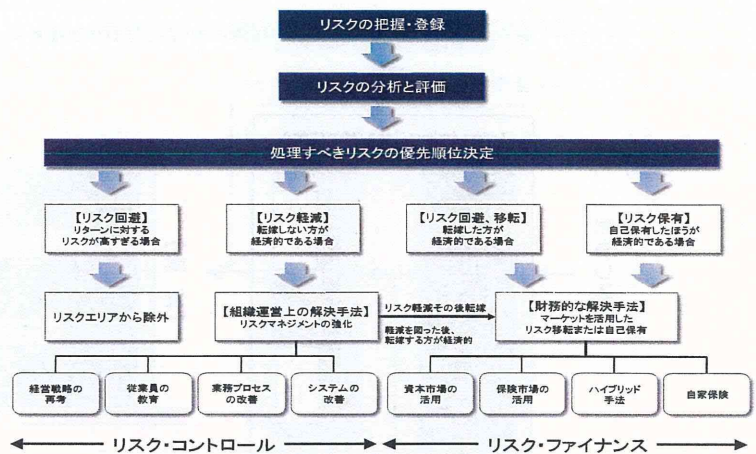 リスクの把握・登録
リスクの分析と評価
処理すべきリスクの優先順位決定
【リスク回避】
リターンに対する
リスクが高すぎる場合
【リスク軽減】
転嫁しない方が
経済的である場合
【リスク回避、移転】
転嫁した方が
経済的である場合
【リスク保有】
自己保有したほうが
経済的である場合
リスクエリアから除外
【組織運営上の解決手法】
リスクマネジメントの強化
リスク軽減その後転嫁
軽減を図った後、
転嫁する方が経済的
【財務的な解決手法】
マーケットを活用した
リスク移転または自己保有
経営戦略の
再考
従業員の
教育
業務プロセス
の改善
システムの
改善
資本市場の
活用
保険市場の
活用
ハイブリッド
手法
自家保険
リスク・コントロール
リスク・ファイナンス